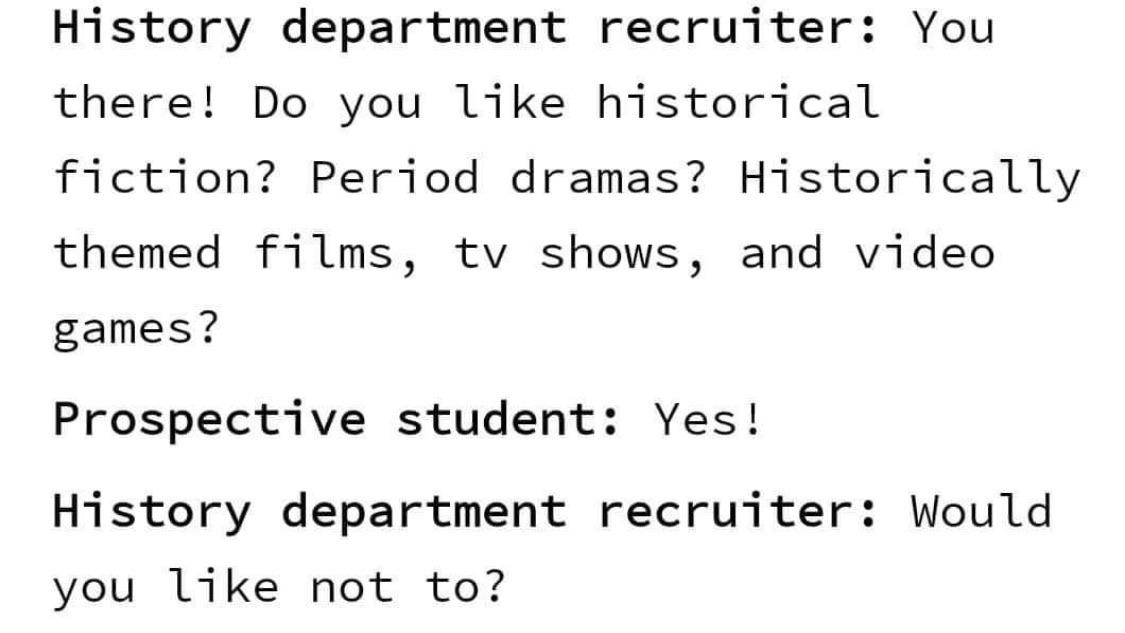 History department recruiter: You
there! Do you like historical
fiction? Period dramas? Historically
themed films, tv shows, and video
games?
Prospective student: Yes!
History department recruiter: Would
you like not to?